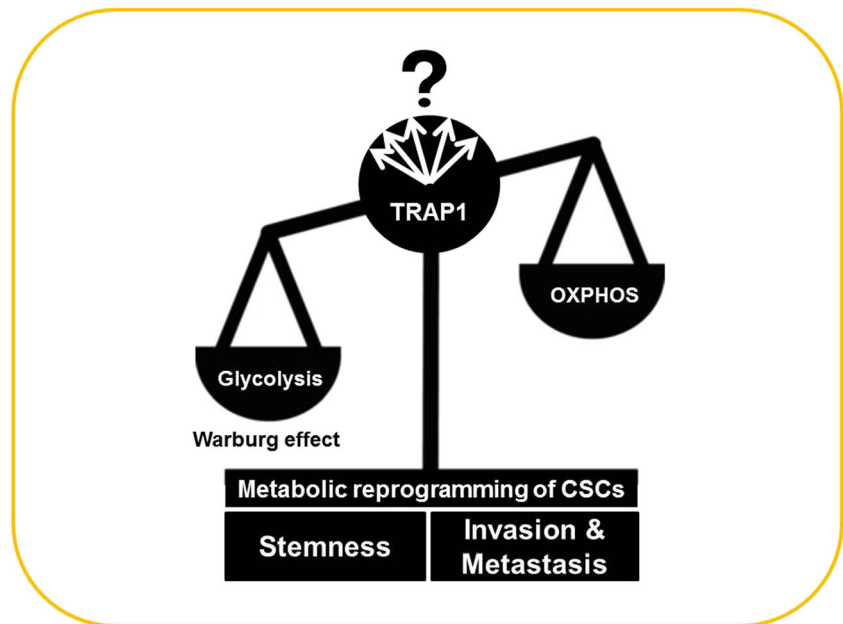 ?
TRAP1
OXPHOS
Glycolysis
Warburg effect
Metabolic reprogramming of CSCs
Stemness
Invasion &
Metastasis